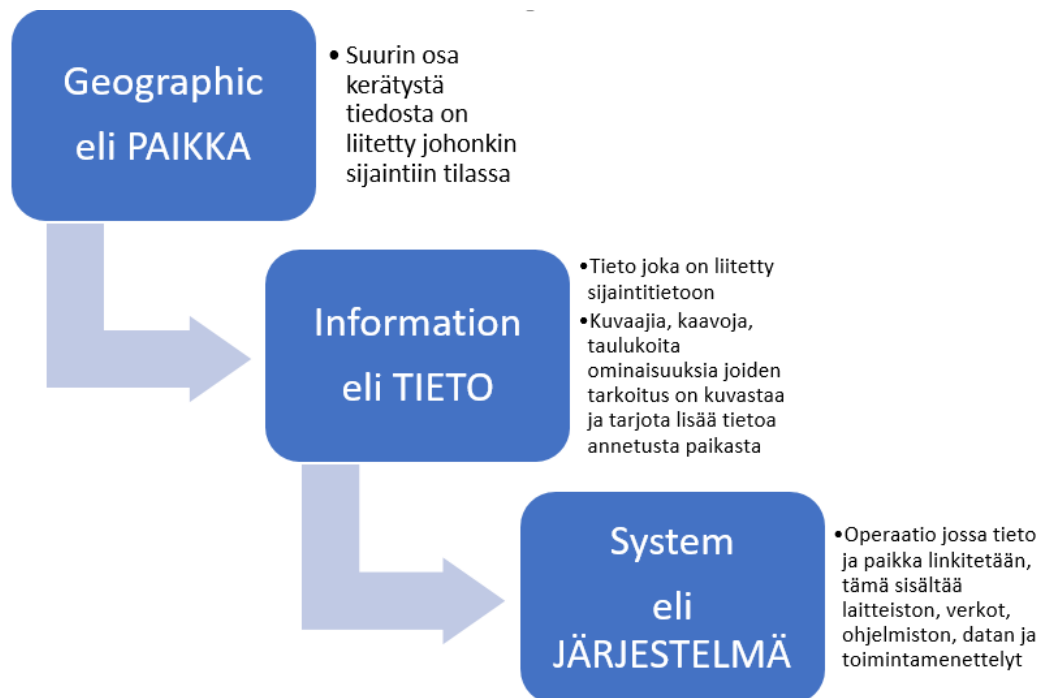 Geographic
eli PAIKKA
• Suurin osa
kerätystä
tiedosta on
liitetty johonkin
sijaintiin tilassa
Information
eli TIETO
•Tieto joka on liitetty
sijaintitietoon
•Kuvaajia, kaavoja,
taulukoita
ominaisuuksia joiden
tarkoitus on kuvastaa
ja tarjota lisää tietoa
annetusta paikasta
System
eli
JÄRJESTELMÄ
•Operaatio jossa tieto
ja paikka linkitetään,
tämä sisältää
laitteiston, verkot,
ohjelmiston, datan ja
toimintamenettelyt